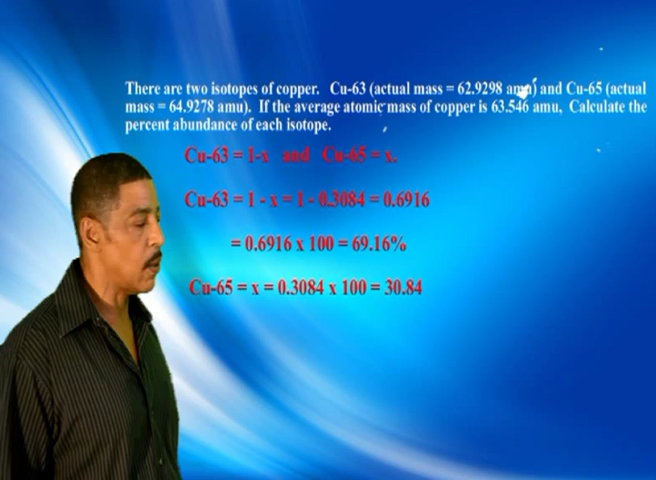 There are two isotopes of copper. Cu-63 (actual mass = 62.9298 amu) and Cu-65 (actual
mass = 64.9278 amu). If the average atomic mass of copper is 63.546 amu, Calculate the
percent abundance of each isotope.
Cu-63 = 1-x and Cu-65 = x.
Cu-63 = 1 - x = 1 - 0.3084 = 0.6916
= 0.6916 x 100 = 69.16%
Cu-65 = x = 0.3084 x 100 = 30.84